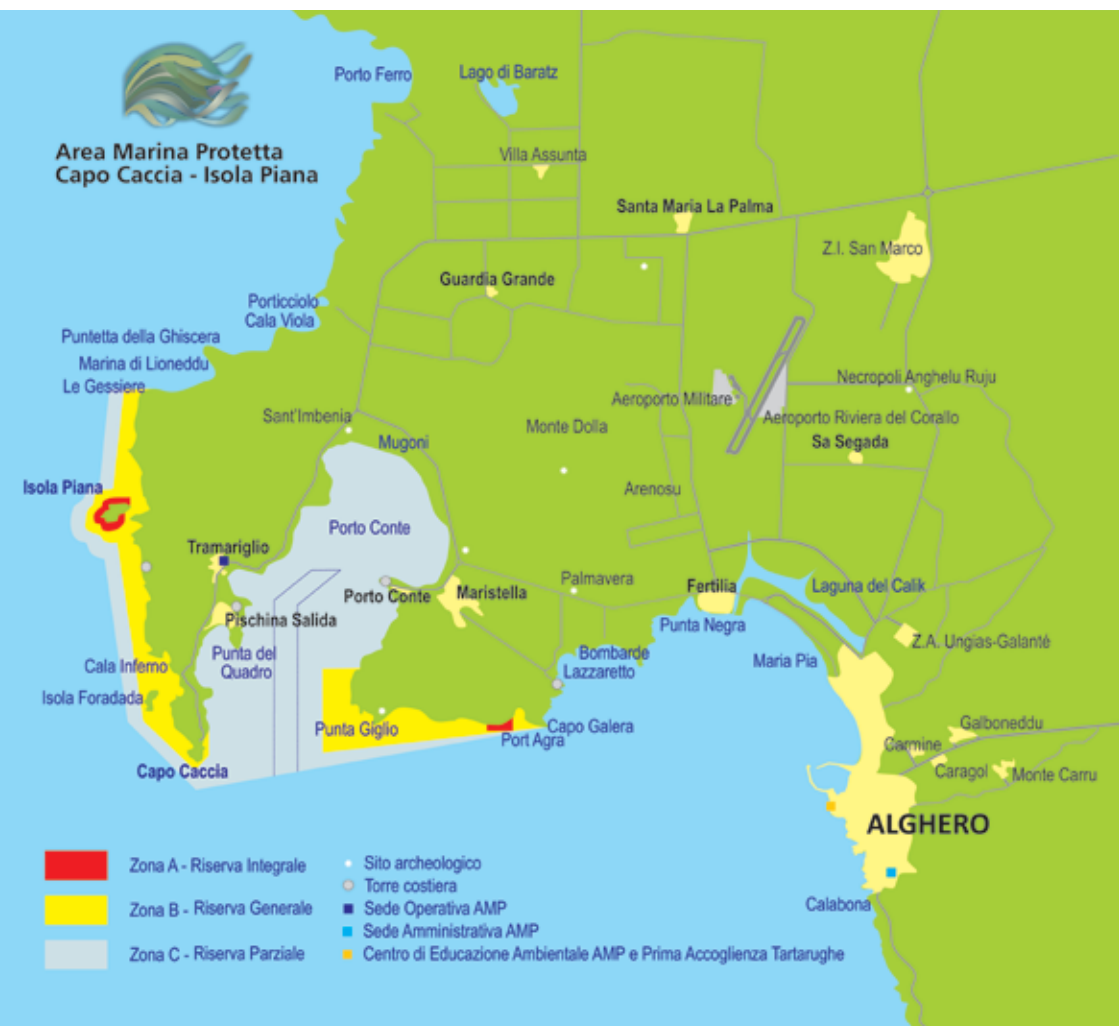 Area Marina Protetta
Capo Caccia - Isola Piana
Porto Ferro
Lago di Baratz
Villa Assunta
Santa Maria La Palma
Z.I. San Marco
Guardia Grande
Porticciolo
Cala Viola
Puntetta della Ghiscera
Marina di Lioneddu
Le Gessiere
Necropoli Anghelu Ruju
Aeroporto Militare
Aeroporto Riviera del Corallo
Sant'Imbenia
Mugoni
Monte Dolla
Sa Segada
Isola Piana
Arenosu
Porto Conte
Tramariglio
Palmavera
Fertilia
Laguna del Calik
Porto Conte
Maristella
Pischina Salida
Punta Negra
Z.A. Ungias-Galanté
Punta del
Quadro
Bombarde
Lazzaretto
Maria Pia
Cala Inferno
Isola Foradada
Punta Giglio
Capo Galera
Port Agra
Galboneddu
Carmine
Caragol
Monte Carru
Capo Caccia
ALGHERO
Calabona
Zona A - Riserva Integrale
Zona B - Riserva Generale
Zona C - Riserva Parziale
Sito archeologico
Torre costiera
Sede Operativa AMP
Sede Amministrativa AMP
Centro di Educazione Ambientale AMP e Prima Accoglienza Tartarughe